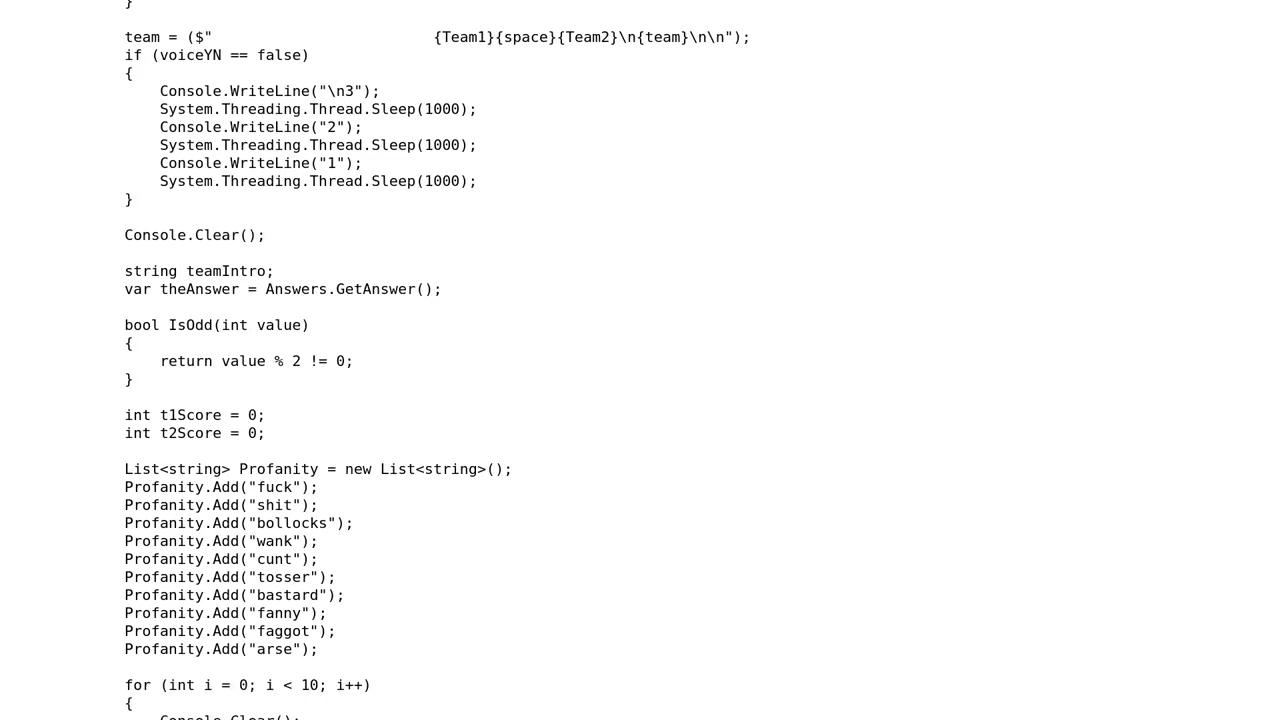 }
team = ($"                         {Team1}{space}{Team2}\n{team}\n\n");
if (voiceYN == false)
{
    Console.WriteLine("\n3");
    System.Threading.Thread.Sleep(1000);
    Console.WriteLine("2");
    System.Threading.Thread.Sleep(1000);
    Console.WriteLine("1");
    System.Threading.Thread.Sleep(1000);
}
Console.Clear();
string teamIntro;
var theAnswer = Answers.GetAnswer();
bool IsOdd(int value)
{
    return value % 2 != 0;
}
int t1Score = 0;
int t2Score = 0;
List<string> Profanity = new List<string>();
Profanity.Add("fuck");
Profanity.Add("shit");
Profanity.Add("bollocks");
Profanity.Add("wank");
Profanity.Add("cunt");
Profanity.Add("tosser");
Profanity.Add("bastard");
Profanity.Add("fanny");
Profanity.Add("faggot");
Profanity.Add("arse");
for (int i = 0; i < 10; i++)
{
    Console.Clear();